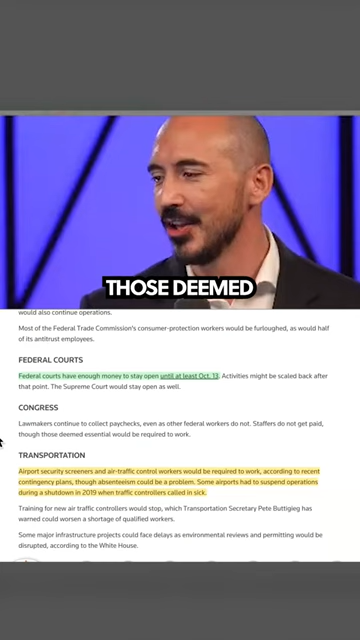 THOSE DEEMED
would also continue operations.
Most of the Federal Trade Commission's consumer-protection workers would be furloughed, as would half
of its antitrust employees.
FEDERAL COURTS
Federal courts have enough money to stay open until at least Oct. 13. Activities might be scaled back after
that point. The Supreme Court would stay open as well.
CONGRESS
Lawmakers continue to collect paychecks, even as other federal workers do not. Staffers do not get paid,
though those deemed essential would be required to work.
TRANSPORTATION
Airport security screeners and air-traffic control workers would be required to work, according to recent
contingency plans, though absenteeism could be a problem. Some airports had to suspend operations
during a shutdown in 2019 when traffic controllers called in sick.
Training for new air traffic controllers would stop, which Transportation Secretary Pete Buttigieg has
warned could worsen a shortage of qualified workers.
Some major infrastructure projects could face delays as environmental reviews and permitting would be
disrupted, according to the White House.